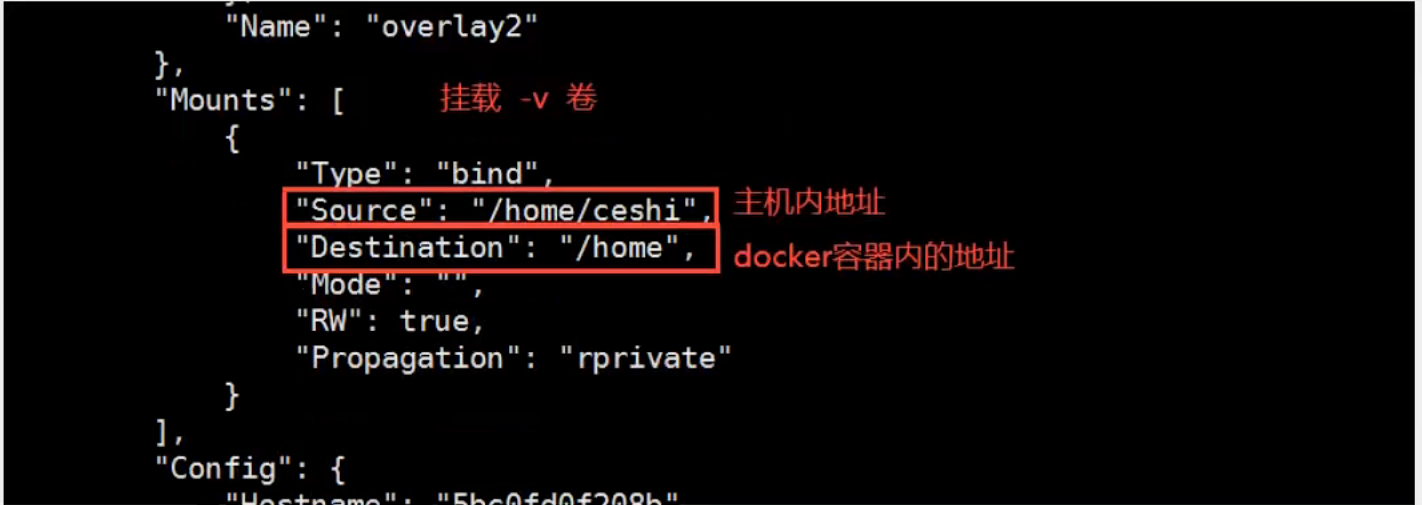 "Name": "overlay2"
},
"Mounts": [ 挂载 -v 卷
{
"Type": "bind",
"Source": "/home/ceshi", 主机内地址
"Destination": "/home", docker容器内的地址
"Mode": "",
"RW": true,
"Propagation": "rprivate"
}
],
"Config": {
"Hostname": "5bc0fd0f208b"